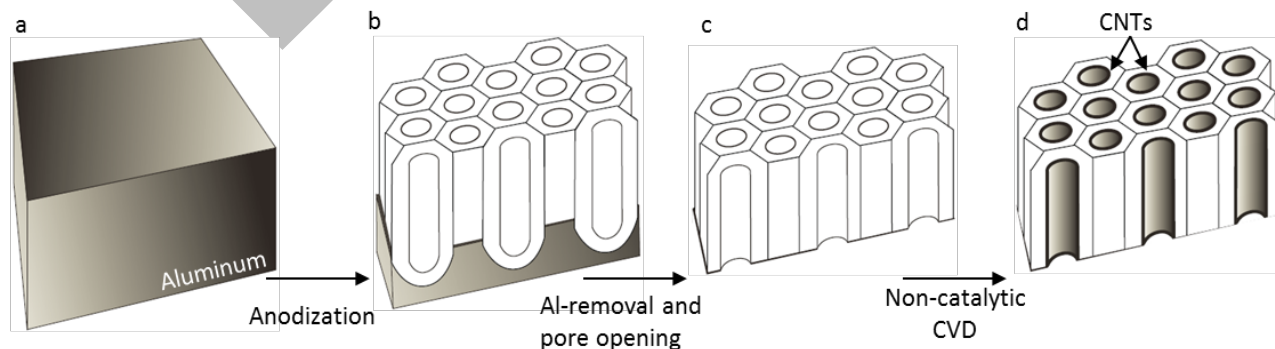 a
b
c
d
CNTs
Aluminum
Anodization
Al-removal and
pore opening
Non-catalytic
CVD